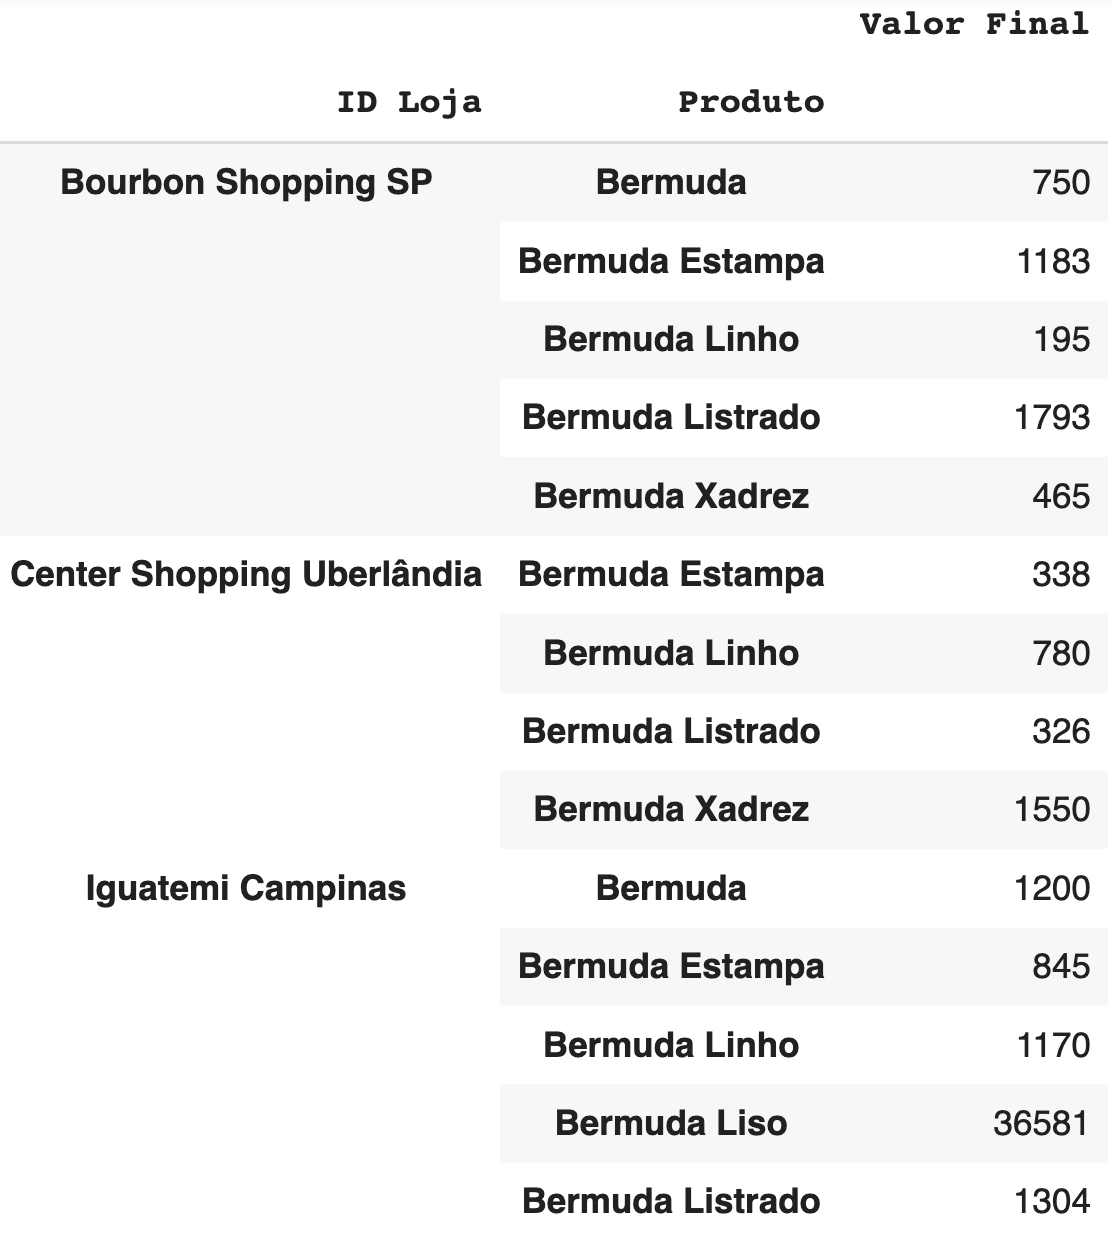 Valor Final
ID Loja Produto
Bourbon Shopping SP Bermuda 750
Bermuda Estampa 1183
Bermuda Linho 195
Bermuda Listrado 1793
Bermuda Xadrez 465
Center Shopping Uberlândia Bermuda Estampa 338
Bermuda Linho 780
Bermuda Listrado 326
Bermuda Xadrez 1550
Iguatemi Campinas Bermuda 1200
Bermuda Estampa 845
Bermuda Linho 1170
Bermuda Liso 36581
Bermuda Listrado 1304